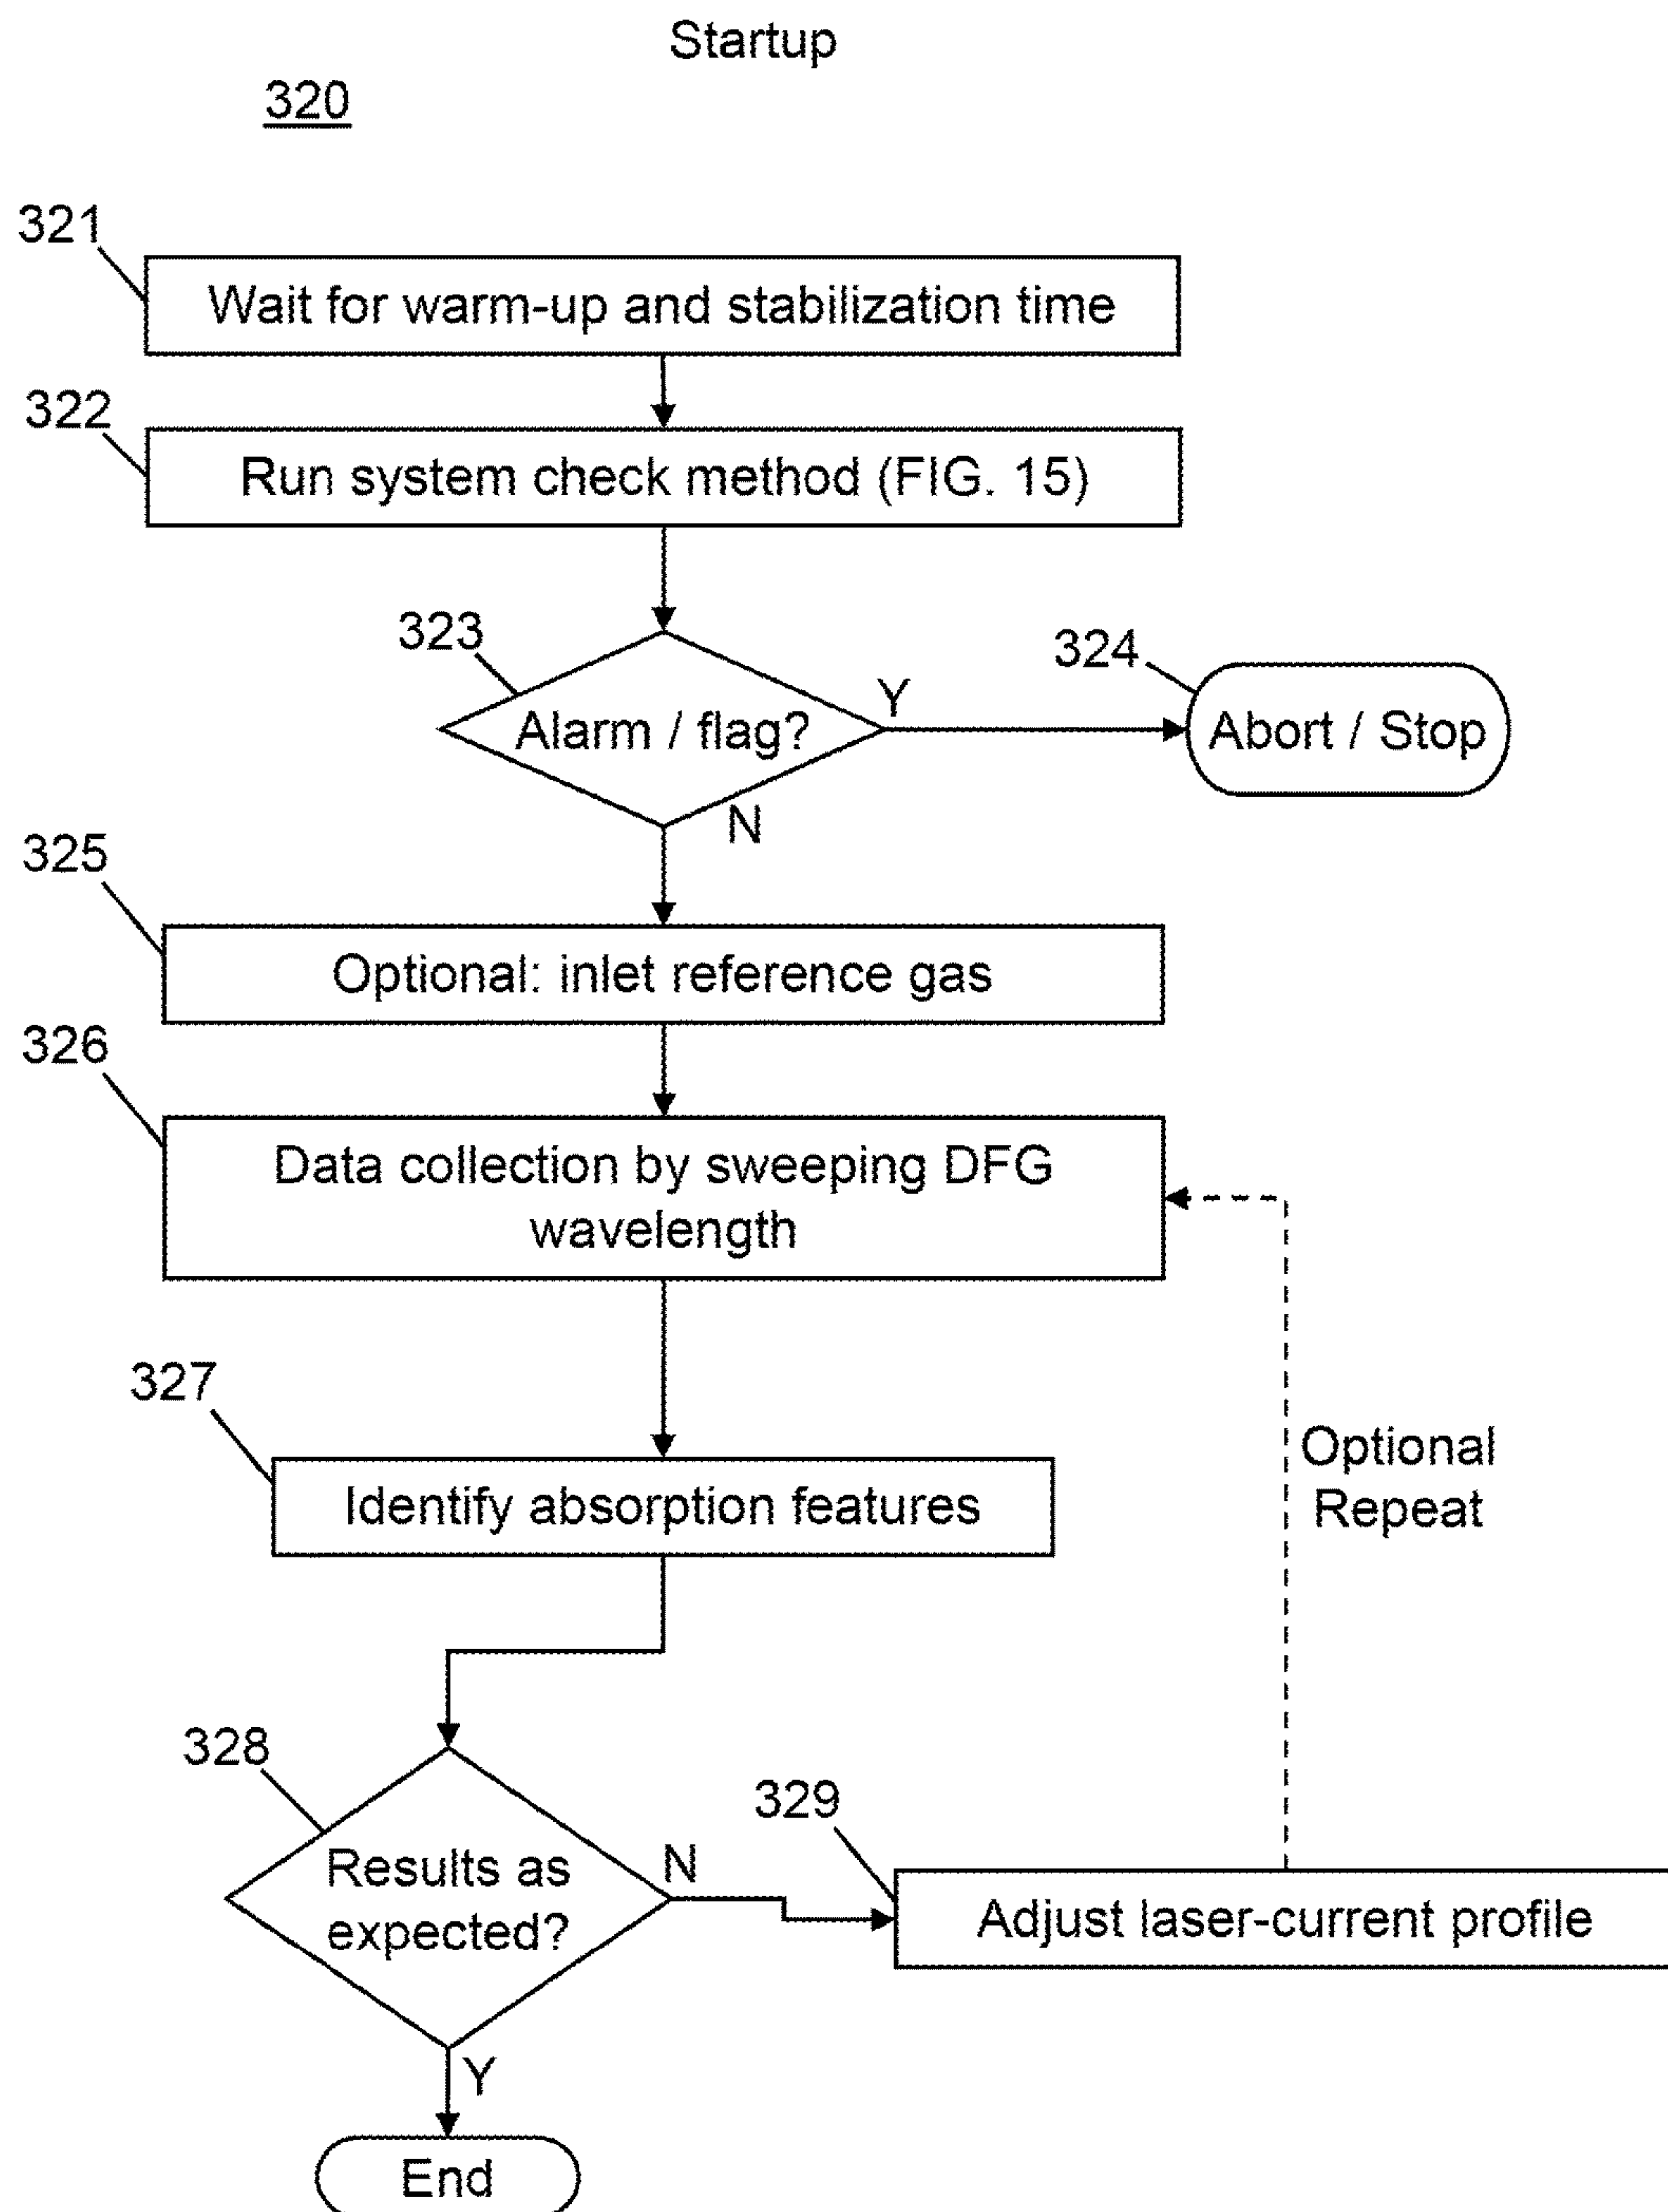 Startup
320
321
Wait for warm-up and stabilization time
322
Run system check method (FIG. 15)
323
Alarm / flag?
Y
324
Abort / Stop
N
325
Optional: inlet reference gas
326
Data collection by sweeping DFG
wavelength
327
Identify absorption features
Optional
Repeat
328
Results as
expected?
N
329
Adjust laser-current profile
Y
End